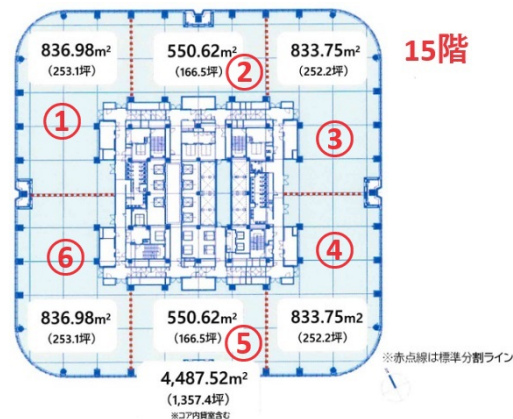 836.98m²
(253.1坪)
550.62m²
(166.5坪)
833.75m²
(252.2坪)
15階
①
②
③
⑥
④
836.98m²
(253.1坪)
550.62m²
(166.5坪)
⑤
833.75m2
(252.2坪)
※赤点線は標準分割ライン
4,487.52m²
(1,357.4坪)
※コア内貸室含む